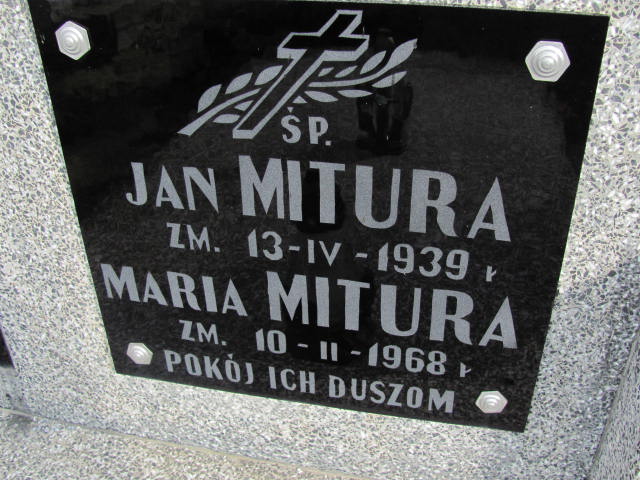 ŚP.
JAN MITURA
ZM. 13-IV-1939 r
MARIA MITURA
ZM. 10-II-1968 r
POKÓJ ICH DUSZOM